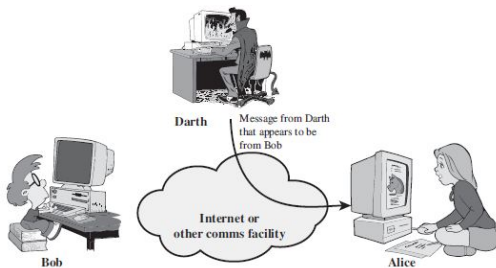 Darth
Message from Darth
that appears to be
from Bob
Internet or
other comms facility
Bob
Alice